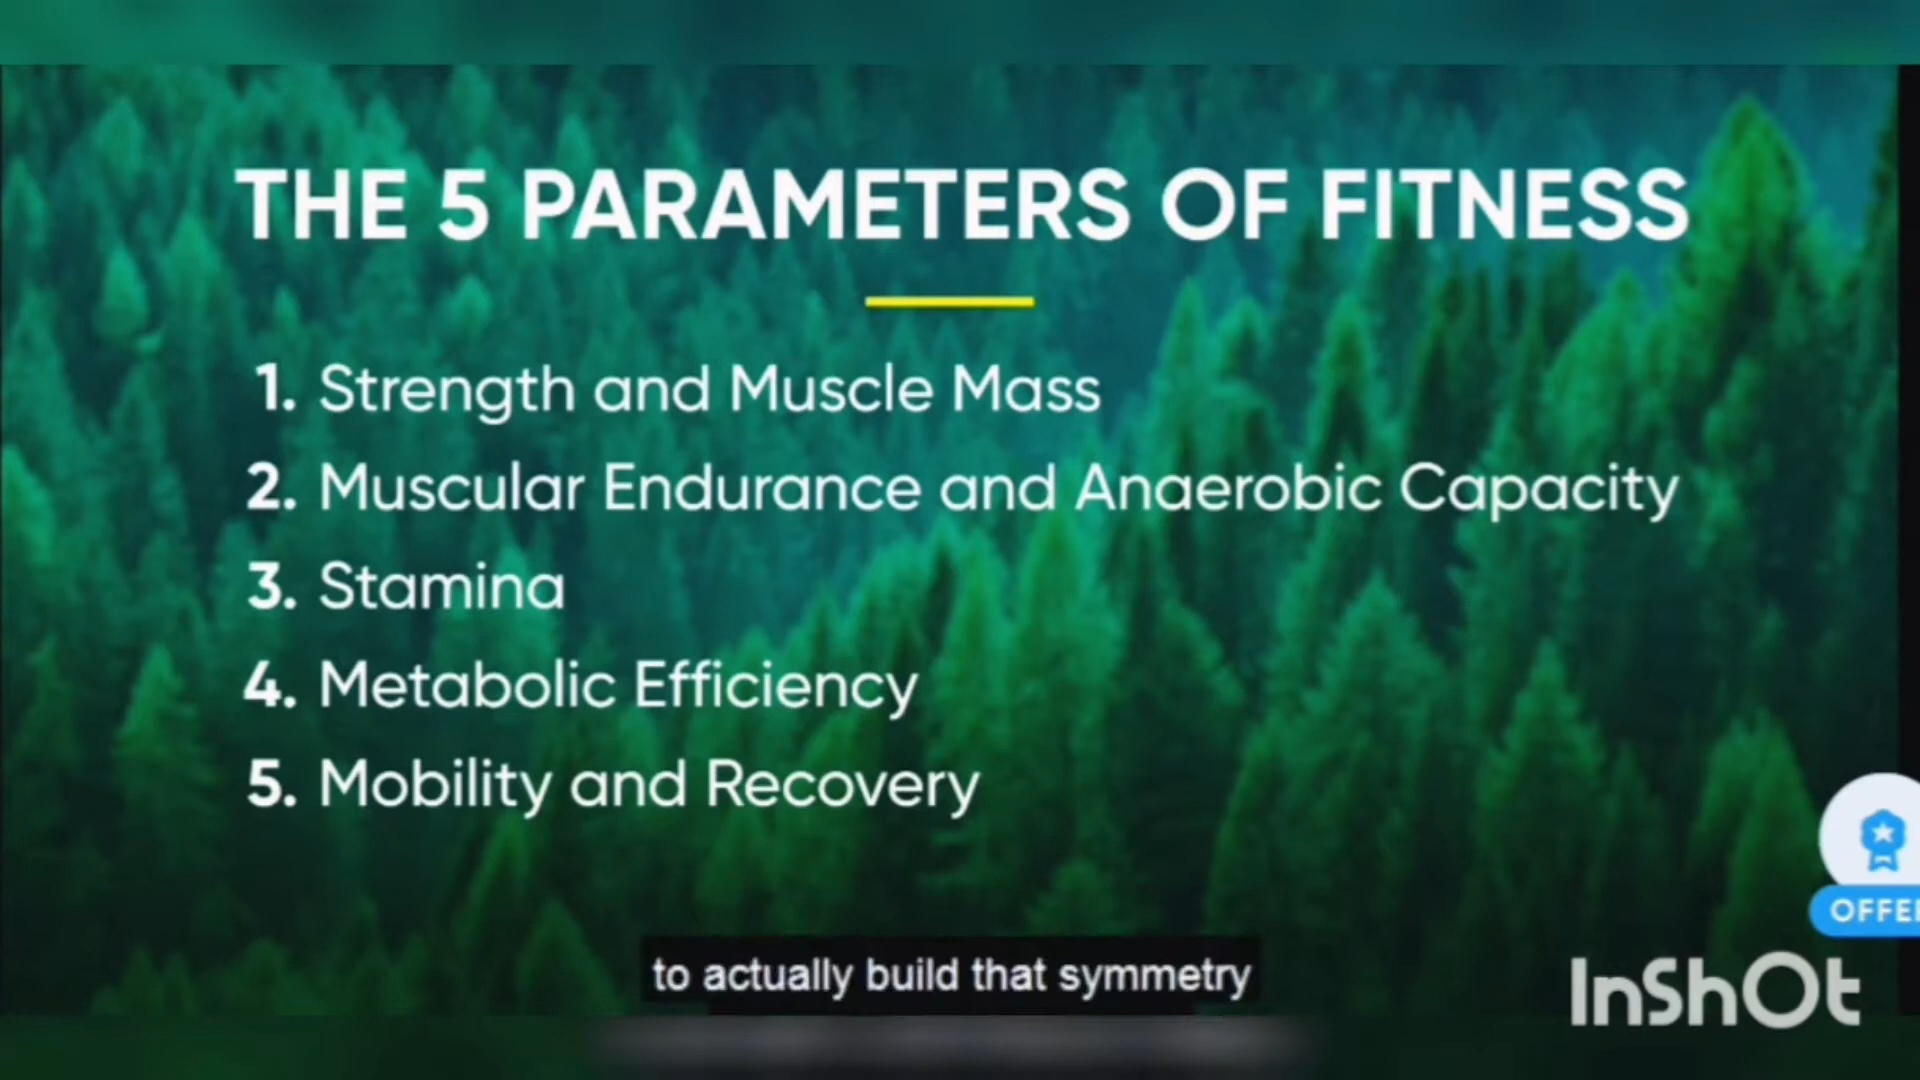 THE 5 PARAMETERS OF FITNESS
1. Strength and Muscle Mass
2. Muscular Endurance and Anaerobic Capacity
3. Stamina
4. Metabolic Efficiency
5. Mobility and Recovery
OFFE
to actually build that symmetry
InShOt